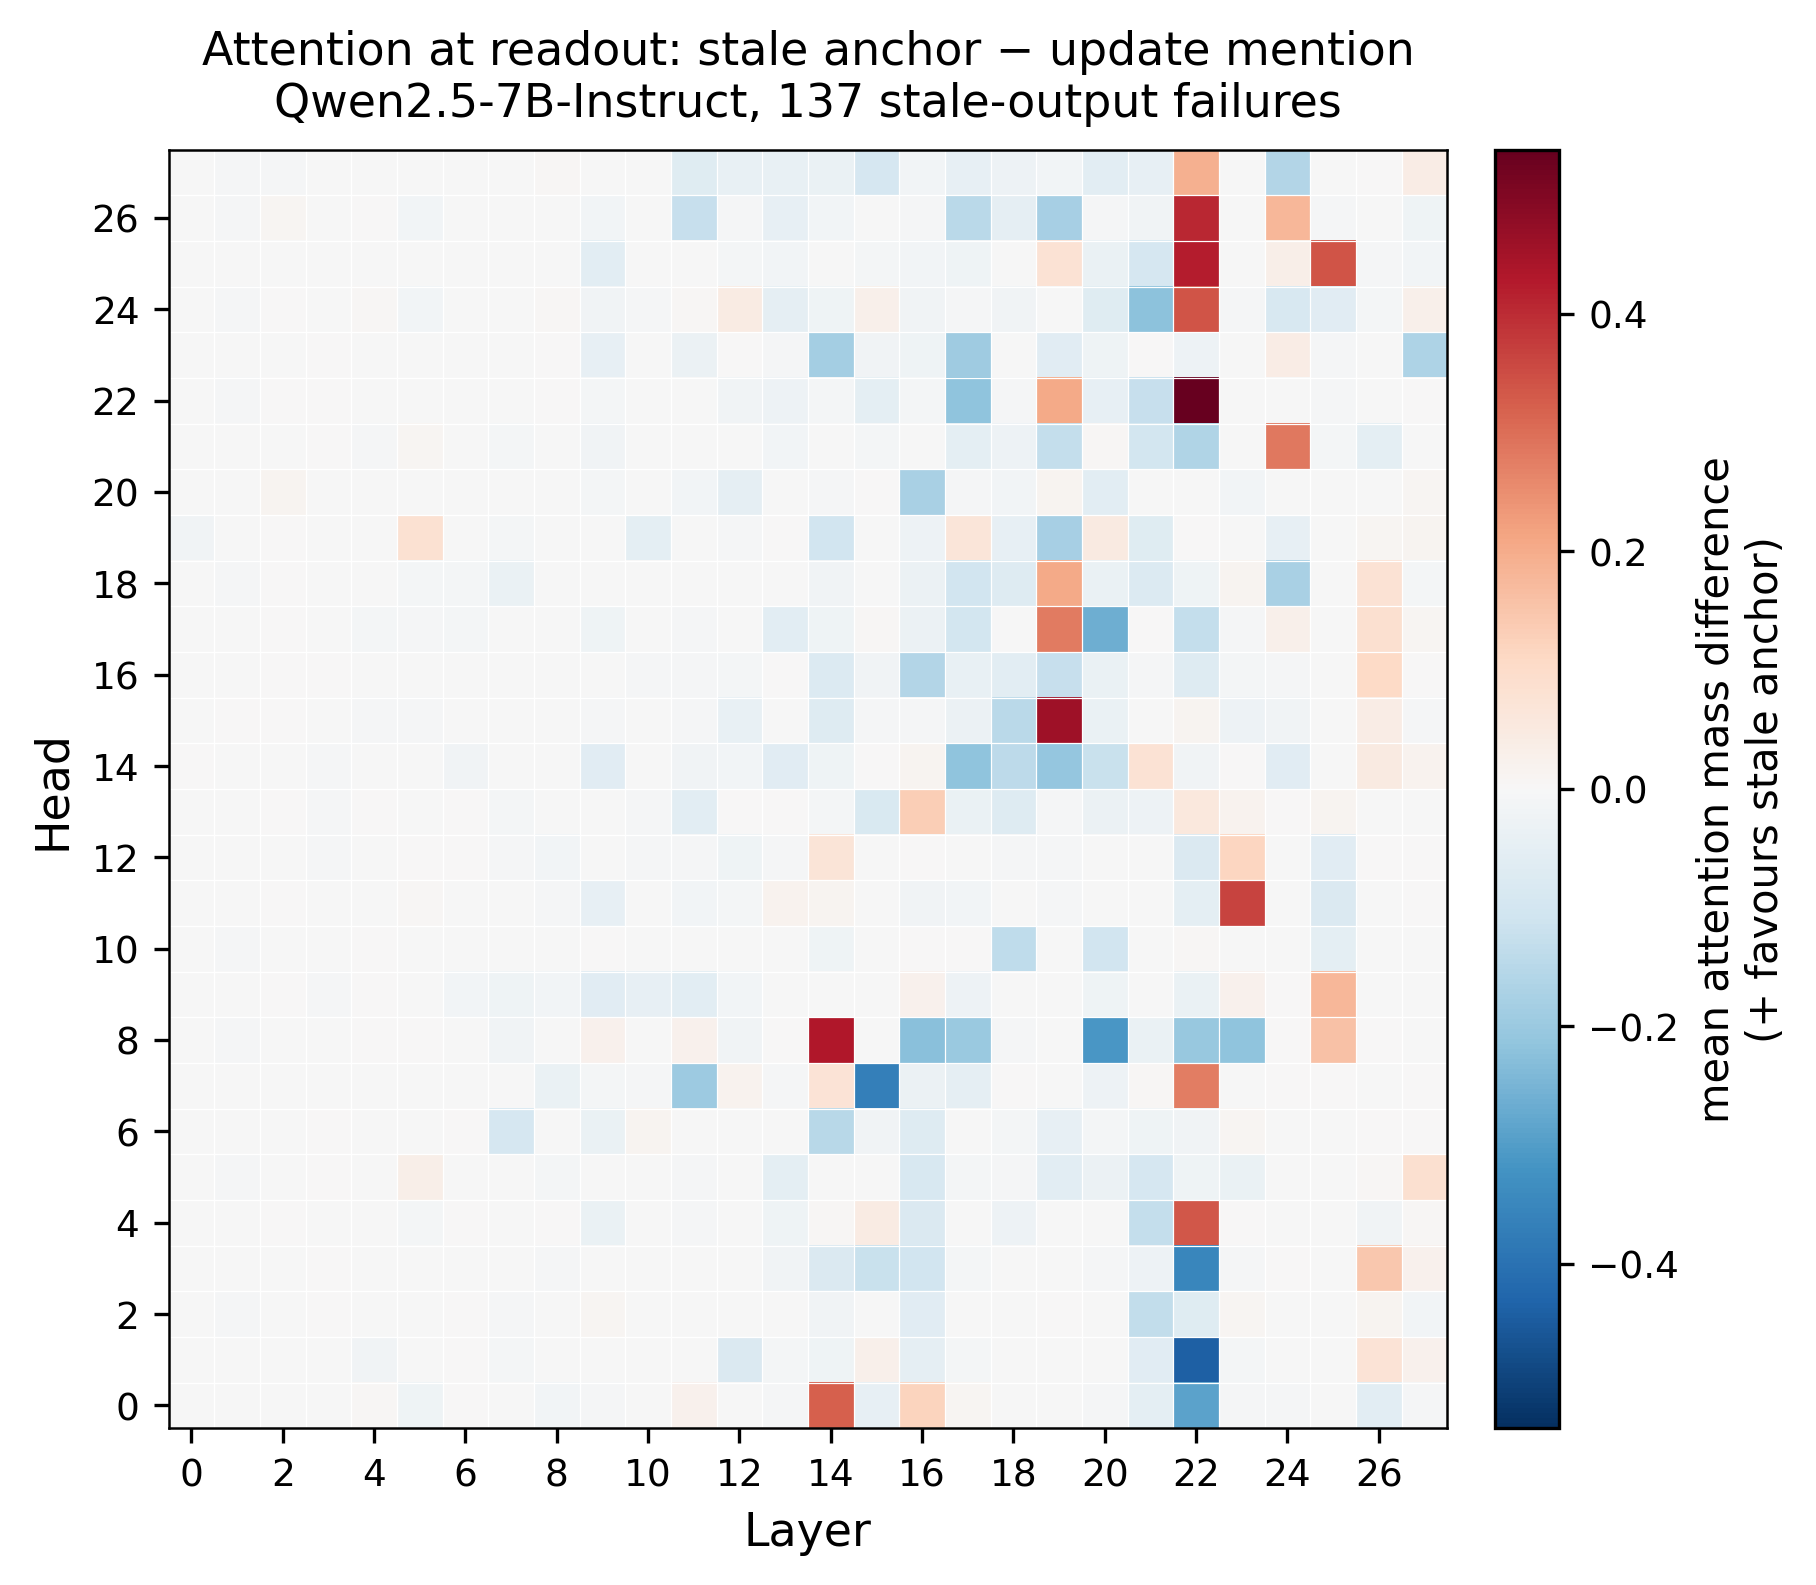 Attention at readout: stale anchor − update mention
Qwen2.5-7B-Instruct, 137 stale-output failures
Head
26
24
22
20
18
16
14
12
10
8
6
4
2
0
0 2 4 6 8 10 12 14 16 18 20 22 24 26
Layer
0.4
0.2
0.0
−0.2
−0.4
mean attention mass difference
(+ favours stale anchor)